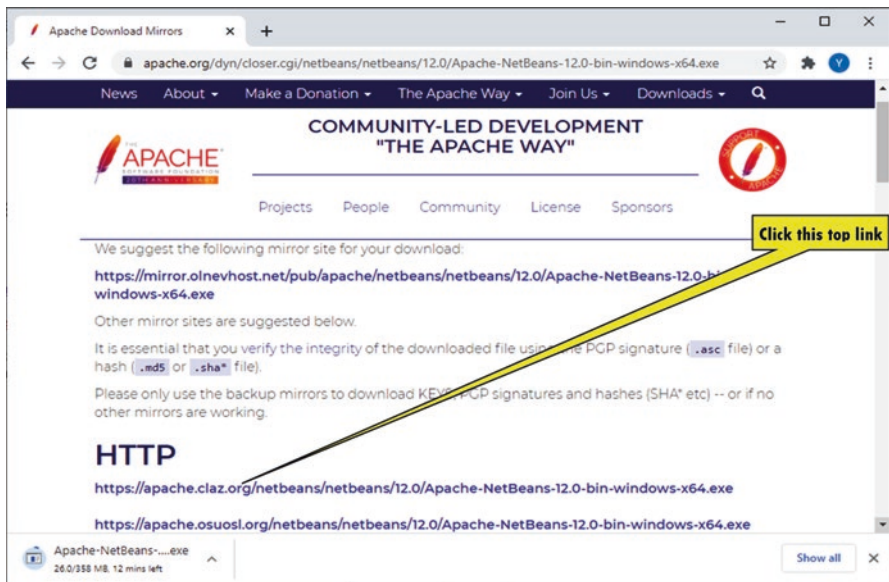 Apache Download Mirrors
apache.org/dyn/closer.cgi/netbeans/netbeans/12.0/Apache-NetBeans-12.0-bin-windows-x64.exe
Y
News About Make a Donation The Apache Way Join Us Downloads
COMMUNITY-LED DEVELOPMENT
"THE APACHE WAY"
THE
APACHE
SOFTWARE FOUNDATION
20TH ANNIVERSARY
SUPPORT
APACHE
Projects People Community License Sponsors
Click this top link
We suggest the following mirror site for your download:
https://mirror.olnevhost.net/pub/apache/netbeans/netbeans/12.0/Apache-NetBeans-12.0-bin-
windows-x64.exe
Other mirror sites are suggested below.
It is essential that you verify the integrity of the downloaded file using the PGP signature ( .asc file) or a
hash ( .md5 or .sha* file).
Please only use the backup mirrors to download KEYS, PGP signatures and hashes (SHA* etc) -- or if no
other mirrors are working.
HTTP
https://apache.claz.org/netbeans/netbeans/12.0/Apache-NetBeans-12.0-bin-windows-x64.exe
https://apache.osuosl.org/netbeans/netbeans/12.0/Apache-NetBeans-12.0-bin-windows-x64.exe
Apache-NetBeans-....exe
26.0/358 MB, 12 mins left
Show all